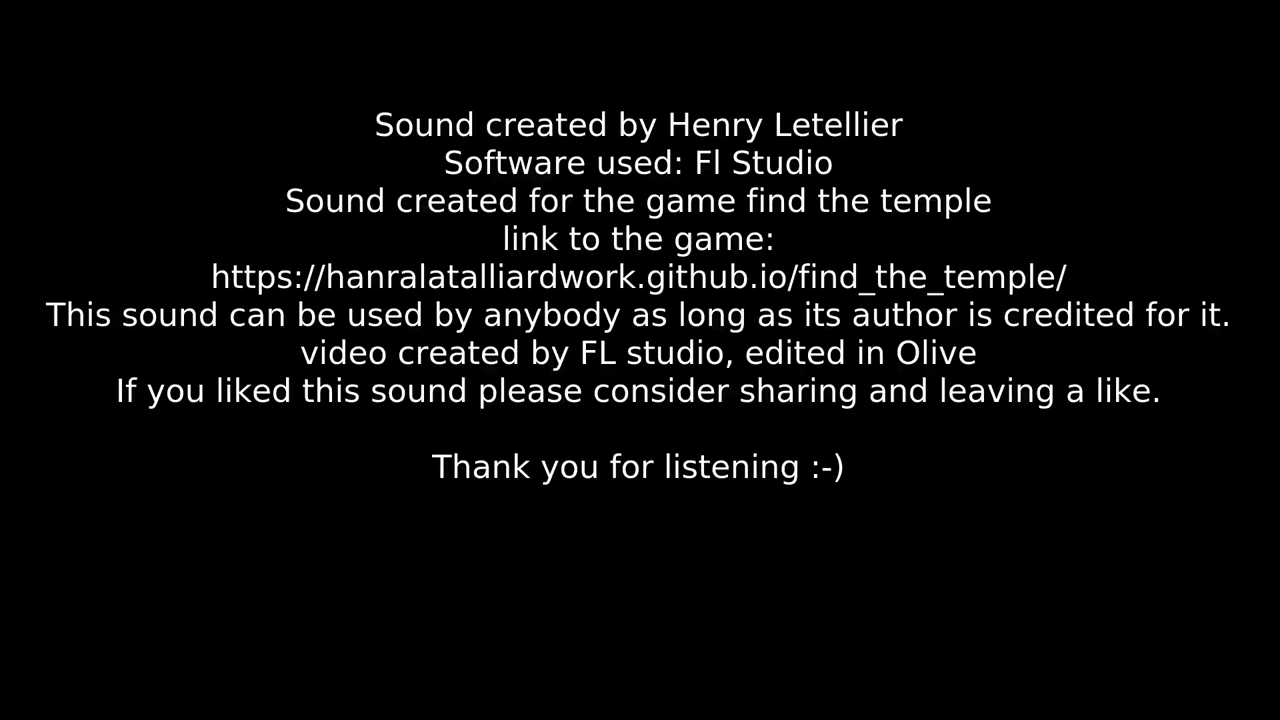 Sound created by Henry Letellier
Software used: Fl Studio
Sound created for the game find the temple
link to the game:
https://hanralatalliardwork.github.io/find_the_temple/
This sound can be used by anybody as long as its author is credited for it.
video created by FL studio, edited in Olive
If you liked this sound please consider sharing and leaving a like.
Thank you for listening :-)